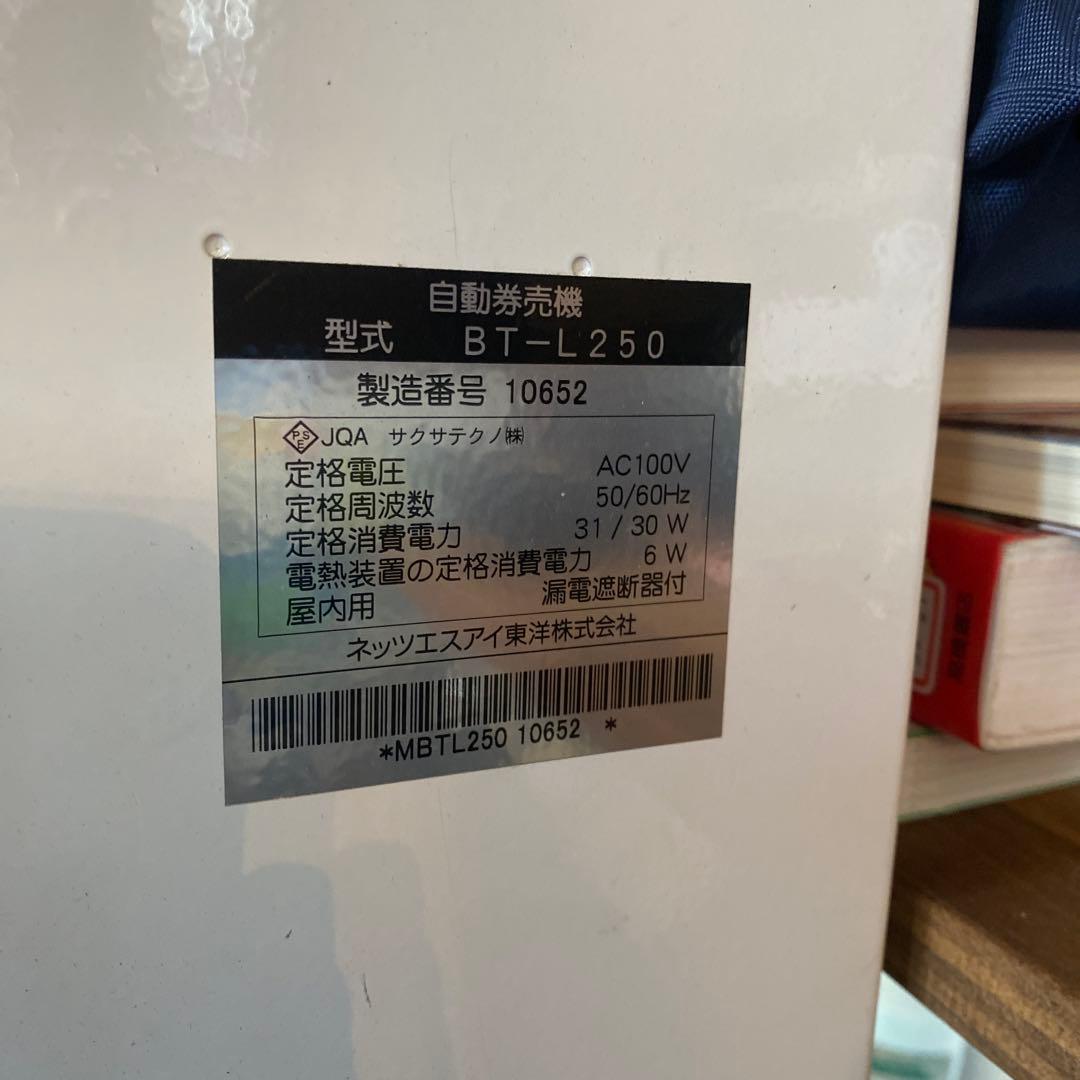 自動券売機
型式 BT-L250
製造番号 10652
PSE JQA サクサテクノ㈱
定格電圧 AC100V
定格周波数 50/60Hz
定格消費電力 31/30W
電熱装置の定格消費電力 6W
屋内用 漏電遮断器付
ネッツエスアイ東洋株式会社
*MBTL250 10652 *